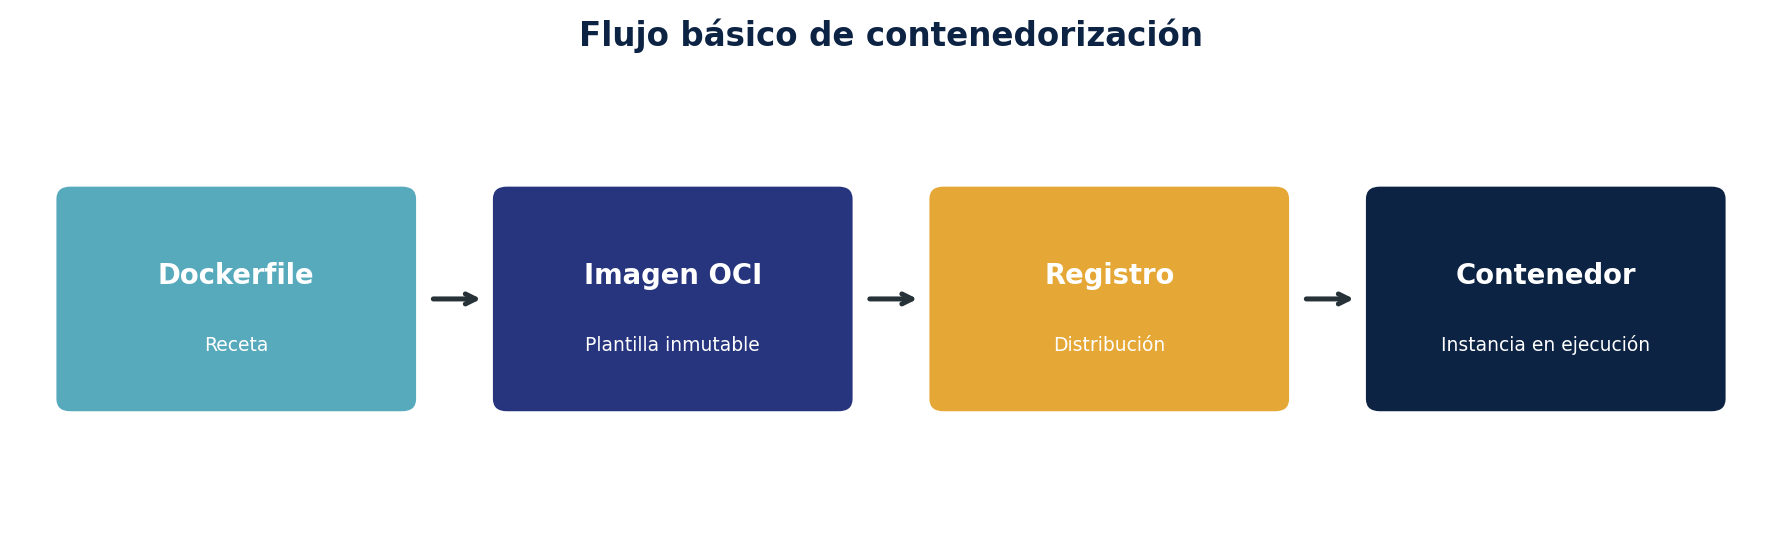 Flujo básico de contenedorización
Dockerfile
Receta
Imagen OCI
Plantilla inmutable
Registro
Distribución
Contenedor
Instancia en ejecución